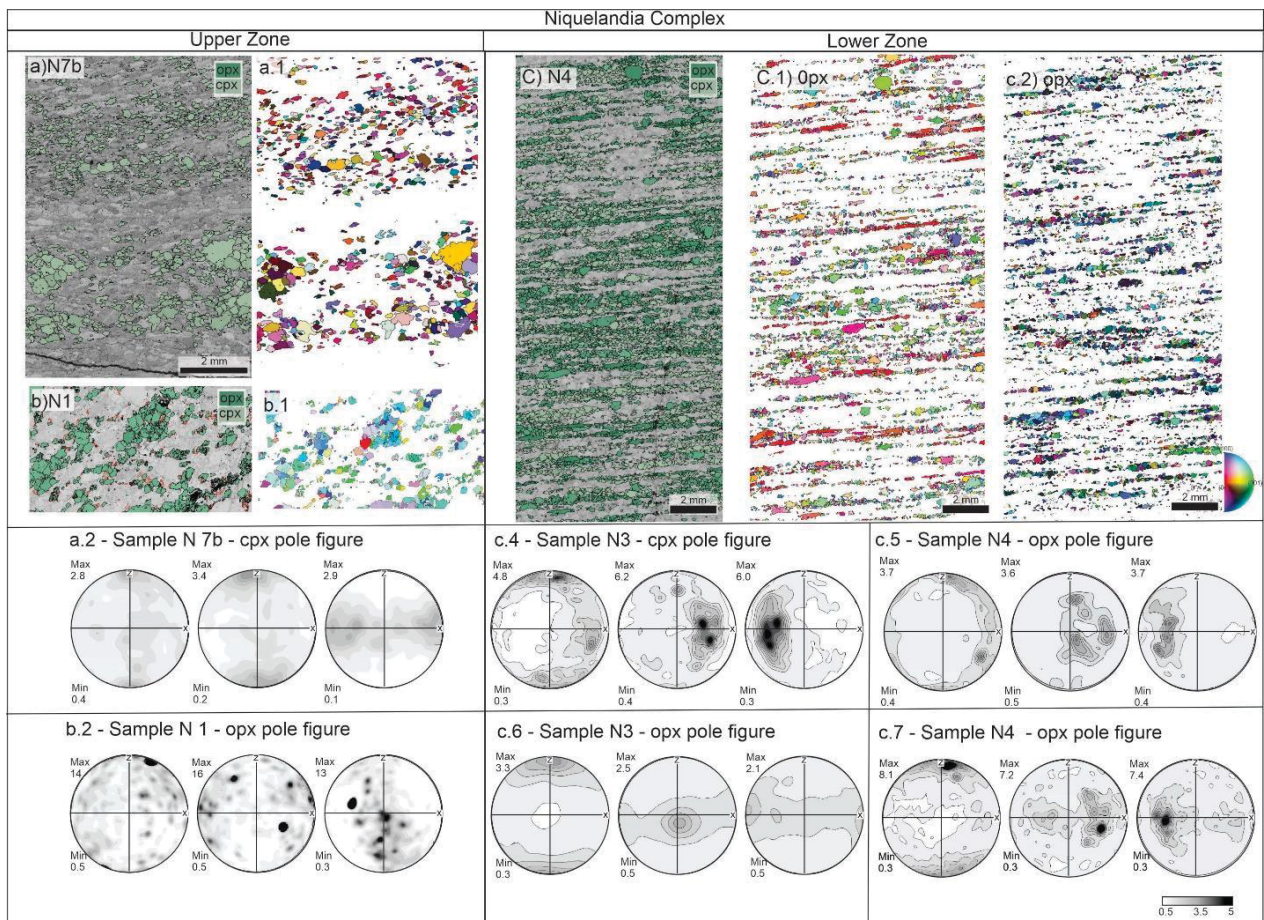 Niquelandia Complex
Upper Zone
Lower Zone
a)N7b
opx
cpx
a.1
2 mm
b)N1
opx
cpx
b.1
C) N4
opx
cpx
2 mm
C.1) 0px
2 mm
c.2) opx
2 mm
a.2 - Sample N 7b - cpx pole figure
Max
2.8
Z
X
Min
0.4
Max
3.4
Z
X
Min
0.2
Max
2.9
Z
X
Min
0.1
c.4 - Sample N3 - cpx pole figure
Max
4.8
Z
X
Min
0.3
Max
6.2
Z
X
Min
0.4
Max
6.0
Z
X
Min
0.3
c.5 - Sample N4 - opx pole figure
Max
3.7
Z
X
Min
0.4
Max
3.6
Z
X
Min
0.5
Max
3.7
Z
X
Min
0.4
b.2 - Sample N 1 - opx pole figure
Max
14
Z
X
Min
0.5
Max
16
Z
X
Min
0.5
Max
13
Z
X
Min
0.3
c.6 - Sample N3 - opx pole figure
Max
3.3
Z
X
Min
0.3
Max
2.5
Z
X
Min
0.5
Max
2.1
Z
X
Min
0.5
c.7 - Sample N4 - opx pole figure
Max
8.1
Z
X
Min
0.3
Max
7.2
Z
X
Min
0.3
Max
7.4
Z
X
Min
0.3
0.5 3.5 5